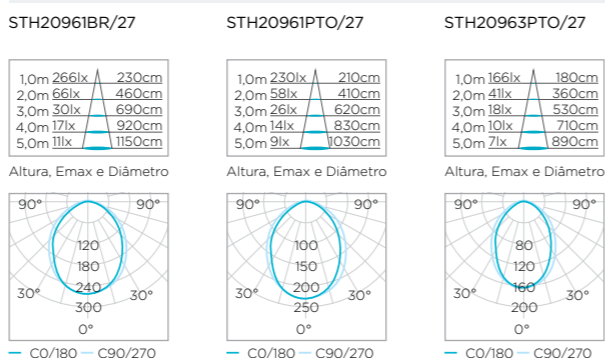 STH20961BR/27
1,0m 266lx 230cm
2,0m 66lx 460cm
3,0m 30lx 690cm
4,0m 17lx 920cm
5,0m 11lx 1150cm
Altura, Emax e Diâmetro
90° 90°
120
180
240
300
30° 30°
0°
C0/180 C90/270
STH20961PTO/27
1,0m 230lx 210cm
2,0m 58lx 410cm
3,0m 26lx 620cm
4,0m 14lx 830cm
5,0m 9lx 1030cm
Altura, Emax e Diâmetro
90° 90°
100
150
200
250
30° 30°
0°
C0/180 C90/270
STH20963PTO/27
1,0m 166lx 180cm
2,0m 41lx 360cm
3,0m 18lx 530cm
4,0m 10lx 710cm
5,0m 7lx 890cm
Altura, Emax e Diâmetro
90° 90°
80
120
160
200
30° 30°
0°
C0/180 C90/270